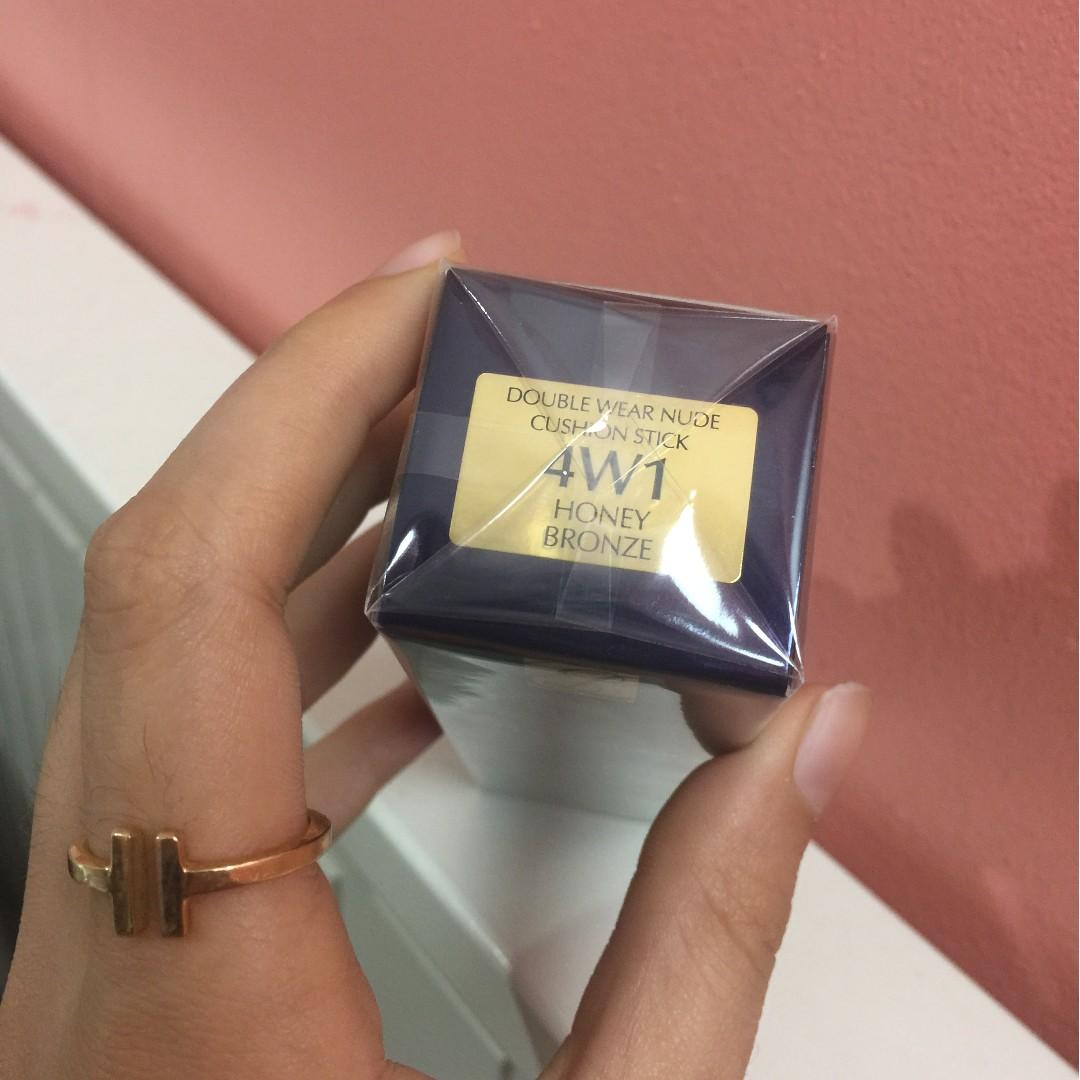 DOUBLE WEAR NUDE
CUSHION STICK
4W1
HONEY
BRONZE